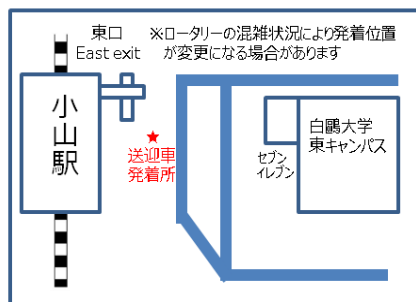 東口 ※ロータリーの混雑状況により発着位置
East exit が変更になる場合があります
小山駅
★
送迎車
発着所
白鷗大学
東キャンパス
セブン
イレブン